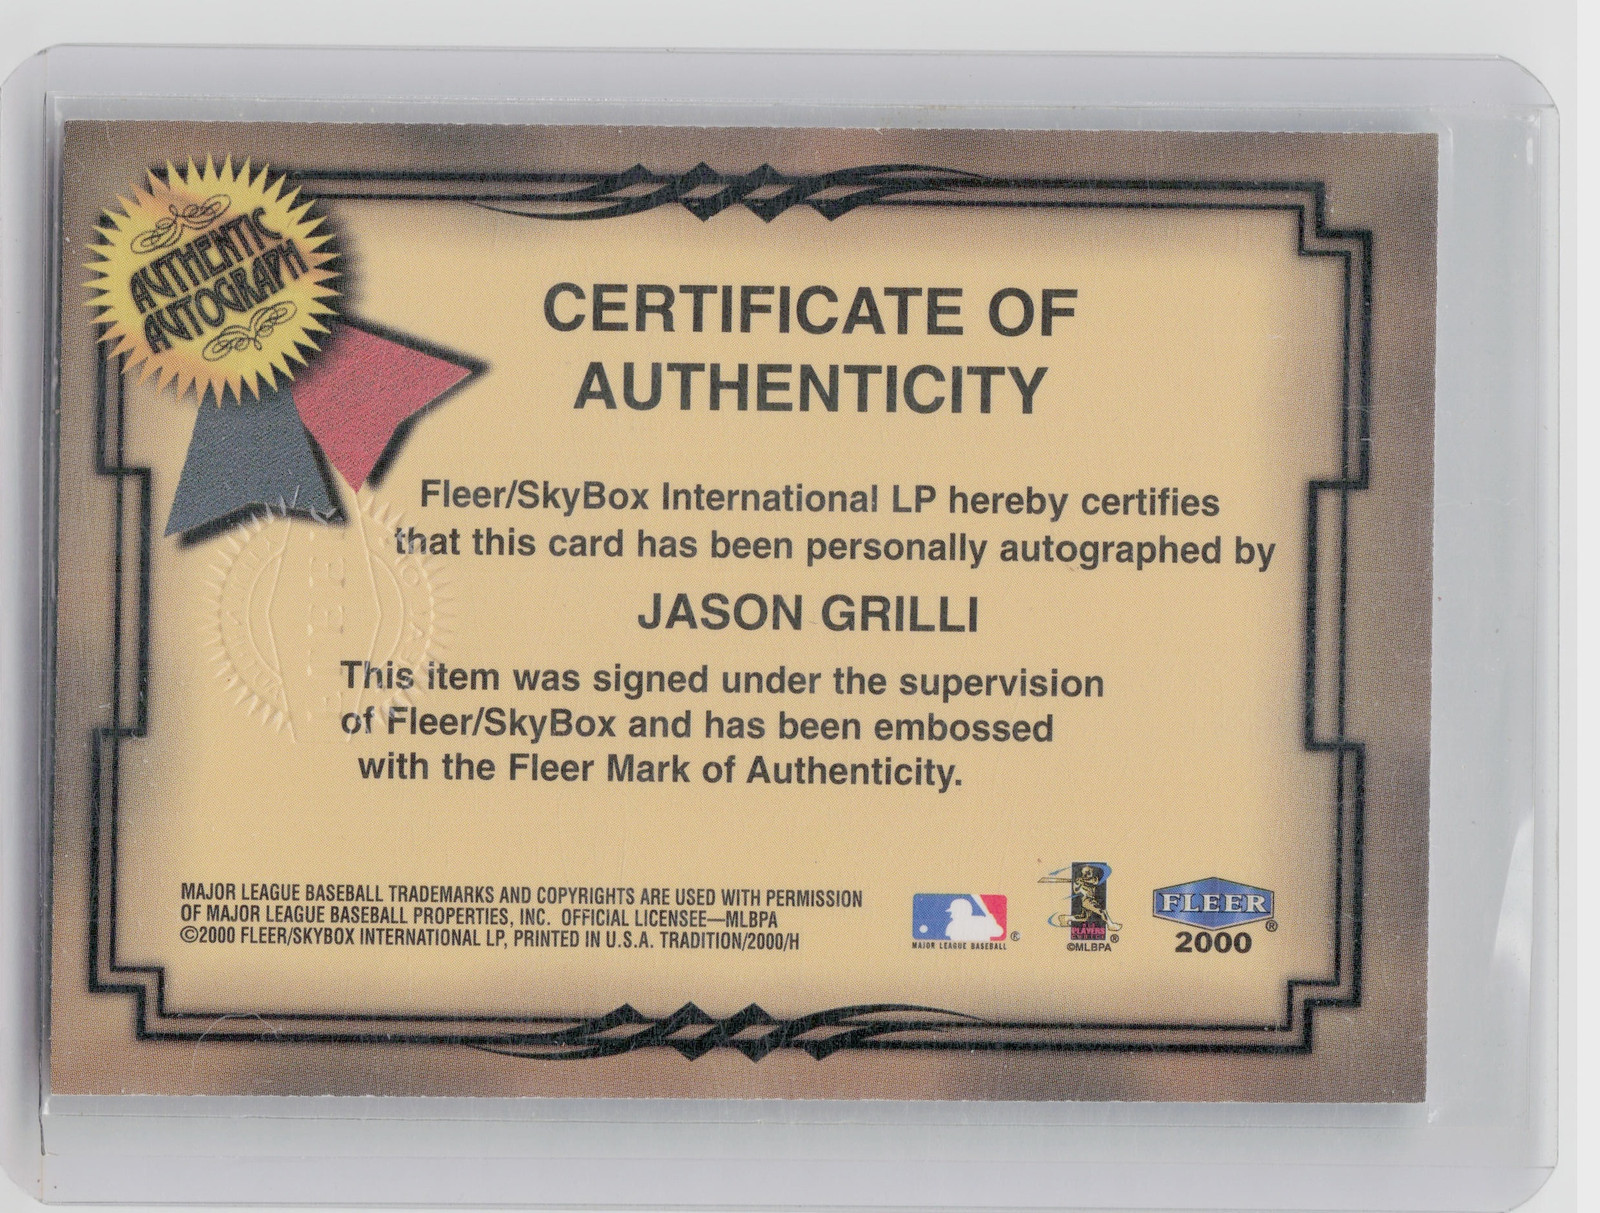 AUTHENTIC
AUTOGRAPH
CERTIFICATE OF
AUTHENTICITY
Fleer/SkyBox International LP hereby certifies
that this card has been personally autographed by
JASON GRILLI
This item was signed under the supervision
of Fleer/SkyBox and has been embossed
with the Fleer Mark of Authenticity.
MAJOR LEAGUE BASEBALL TRADEMARKS AND COPYRIGHTS ARE USED WITH PERMISSION
OF MAJOR LEAGUE BASEBALL PROPERTIES, INC. OFFICIAL LICENSEE—MLBPA
©2000 FLEER/SKYBOX INTERNATIONAL LP, PRINTED IN U.S.A. TRADITION/2000/H
MAJOR LEAGUE BASEBALL ®
PLAYERS
®
©MLBPA
FLEER ®
2000